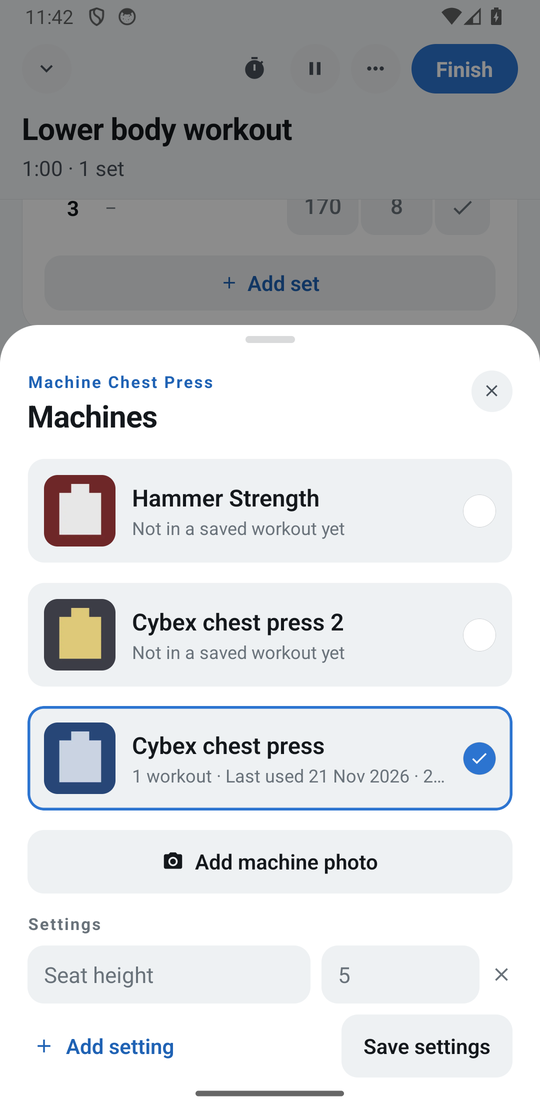 11:42
Finish
Lower body workout
1:00 · 1 set
3 – 170 8
+ Add set
Machine Chest Press
Machines
Hammer Strength
Not in a saved workout yet
Cybex chest press 2
Not in a saved workout yet
Cybex chest press
1 workout · Last used 21 Nov 2026 · 2…
Add machine photo
Settings
Seat height 5
+ Add setting
Save settings